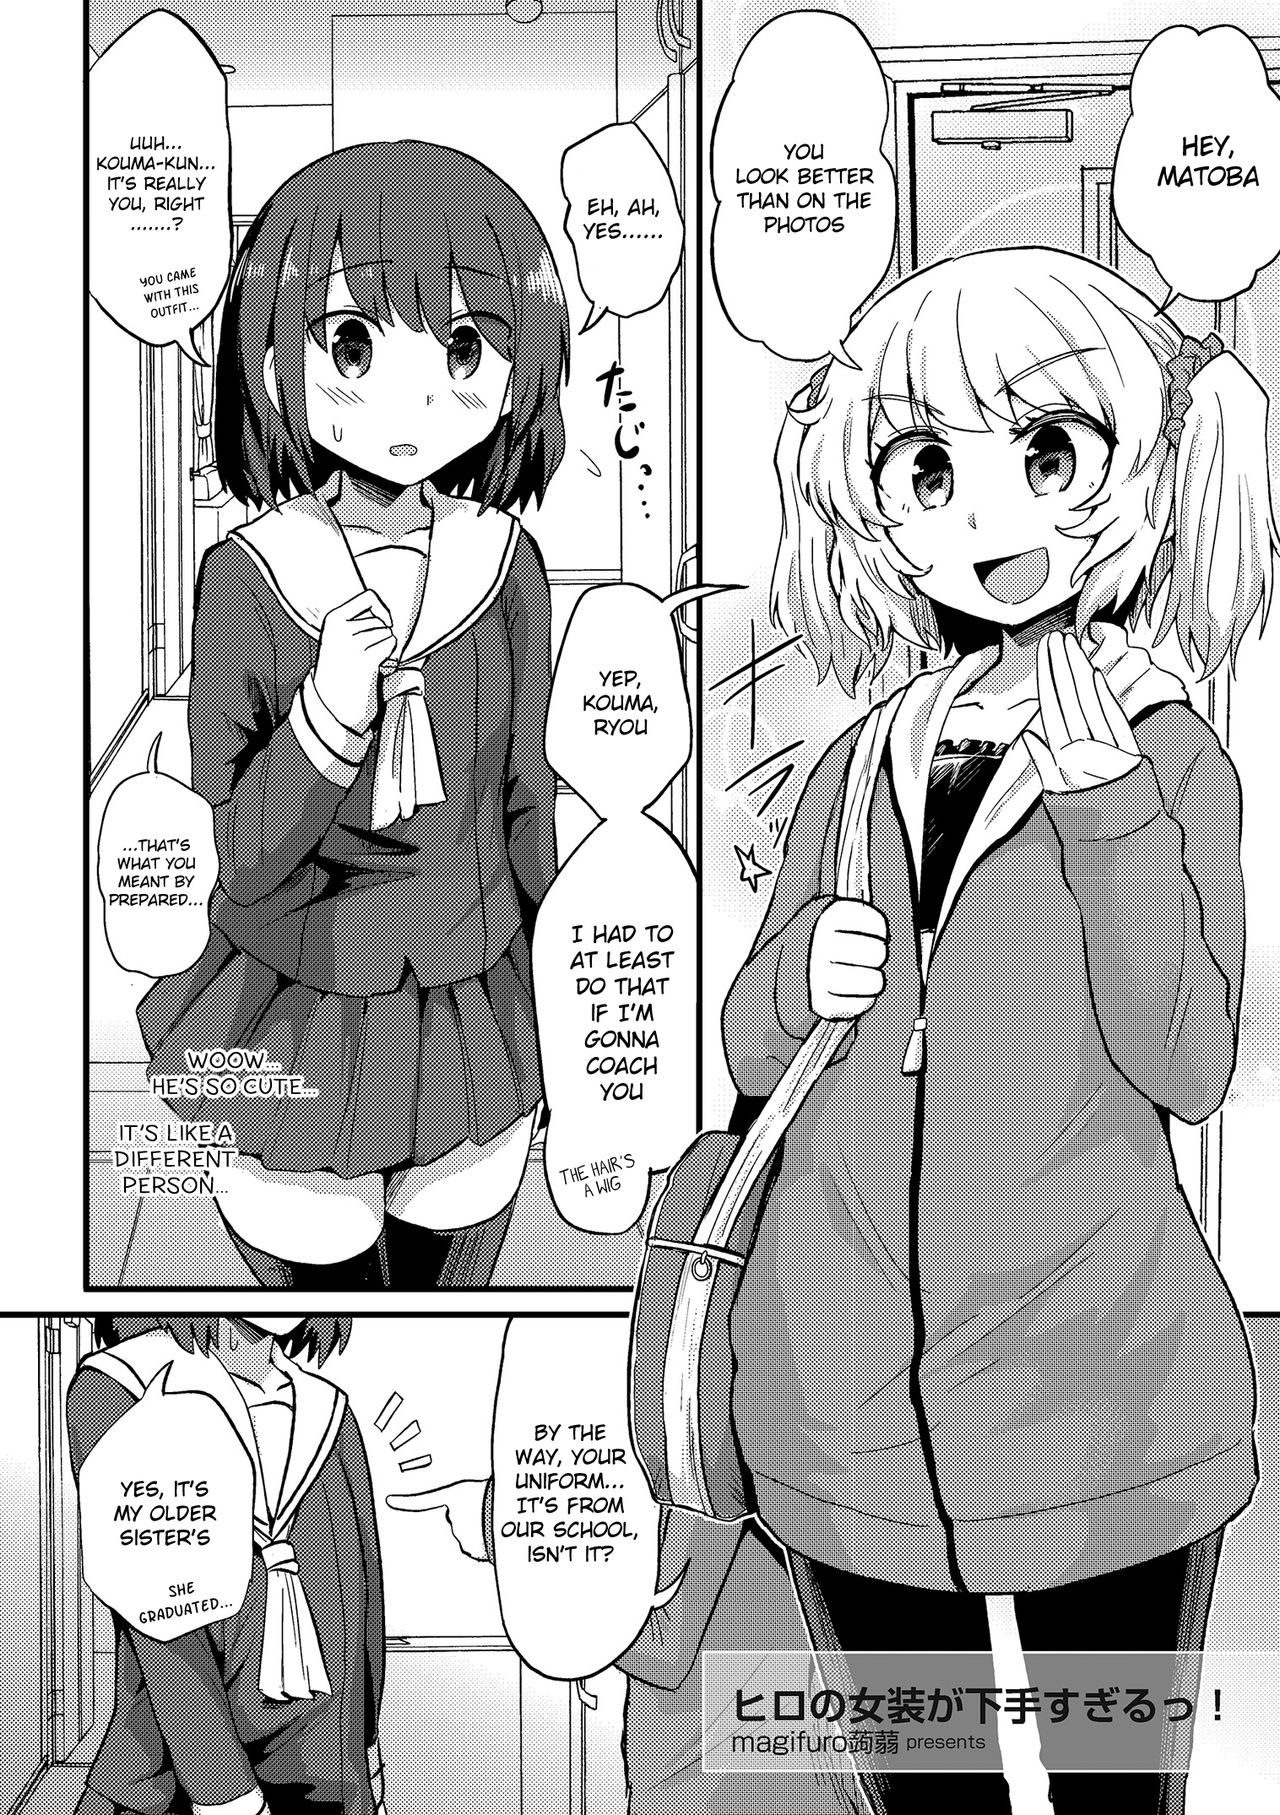 HEY,
MATOBA
YOU
LOOK BETTER
THAN ON THE
PHOTOS
EH, AH,
YES......
たじっ...
UUH...
KOUMA-KUN...
IT'S REALLY
YOU, RIGHT
.......?
YOU CAME
WITH THIS
OUTFIT...
YEP,
KOUMA,
RYOU
I HAD TO
AT LEAST
DO THAT
IF I'M
GONNA
COACH
YOU
THE HAIR'S
A WIG
...THAT'S
WHAT YOU
MEANT BY
PREPARED...
WOOW...
HE'S SO CUTE...
IT'S LIKE A
DIFFERENT
PERSON...
BY THE
WAY, YOUR
UNIFORM...
IT'S FROM
OUR SCHOOL,
ISN'T IT?
YES, IT'S
MY OLDER
SISTER'S
SHE
GRADUATED...
ヒロの女装が下手すぎるっ！
magifuro蒟蒻 presents